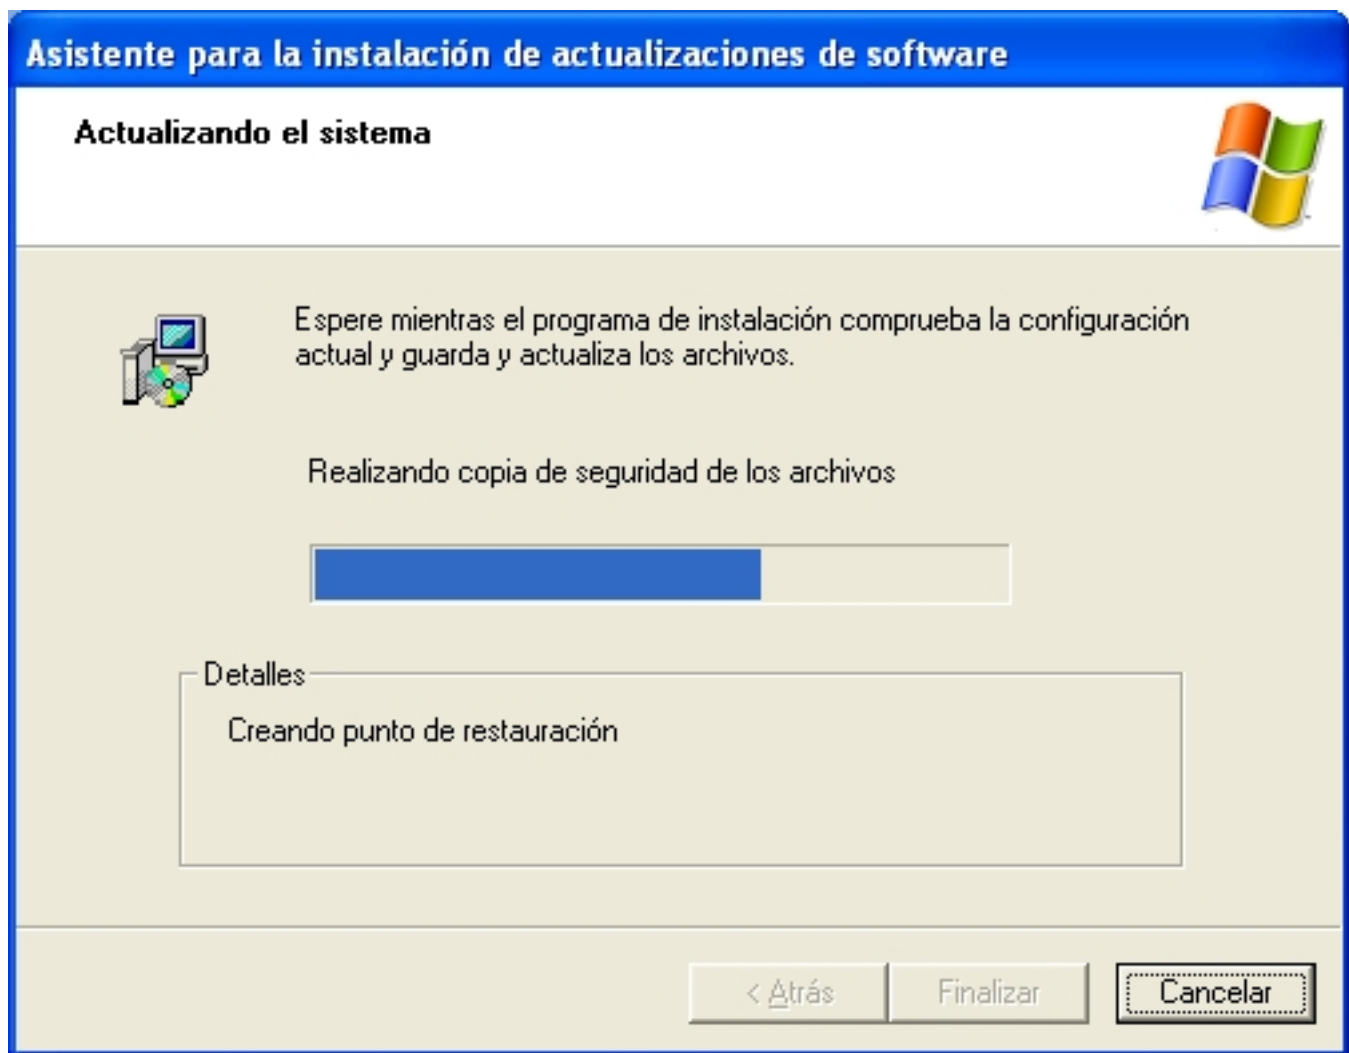 Asistente para la instalación de actualizaciones de software
Actualizando el sistema
Espere mientras el programa de instalación comprueba la configuración
actual y guarda y actualiza los archivos.
Realizando copia de seguridad de los archivos
Detalles
Creando punto de restauración
< Atrás
Finalizar
Cancelar